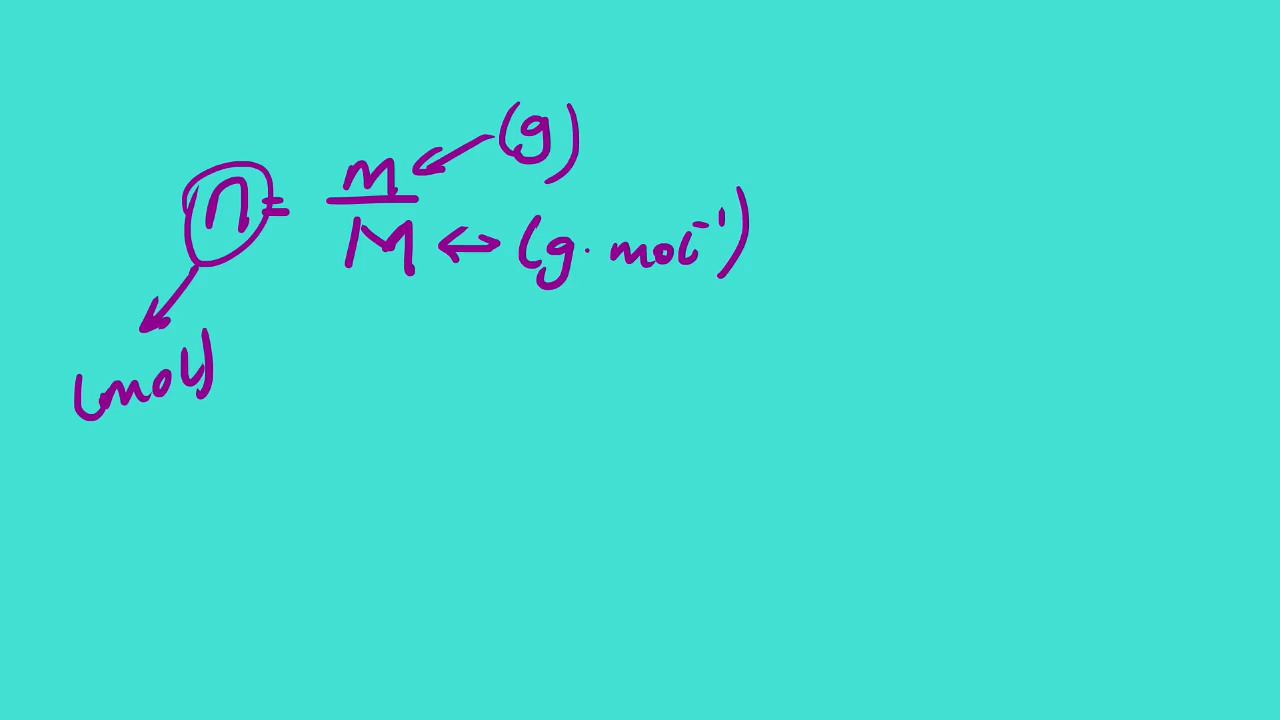 n = m/M ← (g)
↔ (g · mol⁻¹)
(mol)